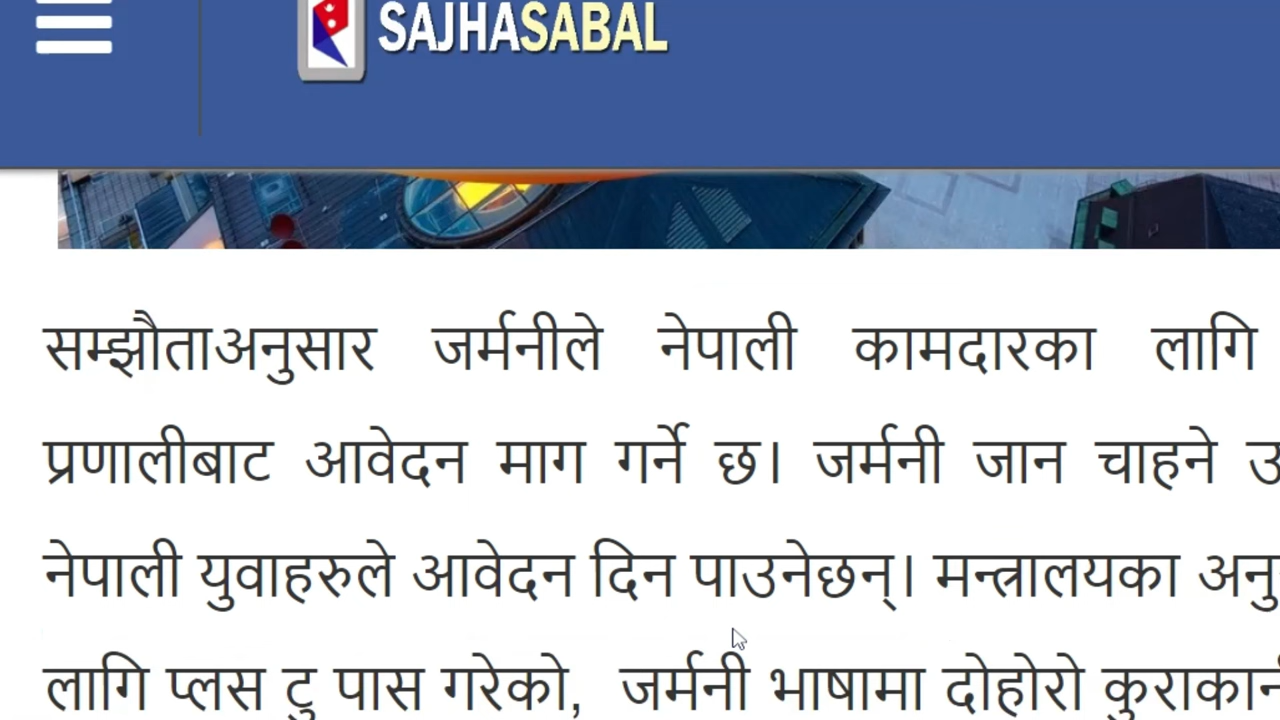 SAJHASABAL
सम्झौताअनुसार जर्मनीले नेपाली कामदारका लागि
प्रणालीबाट आवेदन माग गर्ने छ। जर्मनी जान चाहने
नेपाली युवाहरुले आवेदन दिन पाउनेछन्। मन्त्रालयका
लागि प्लस टु पास गरेको, जर्मनी भाषामा दोहोरो